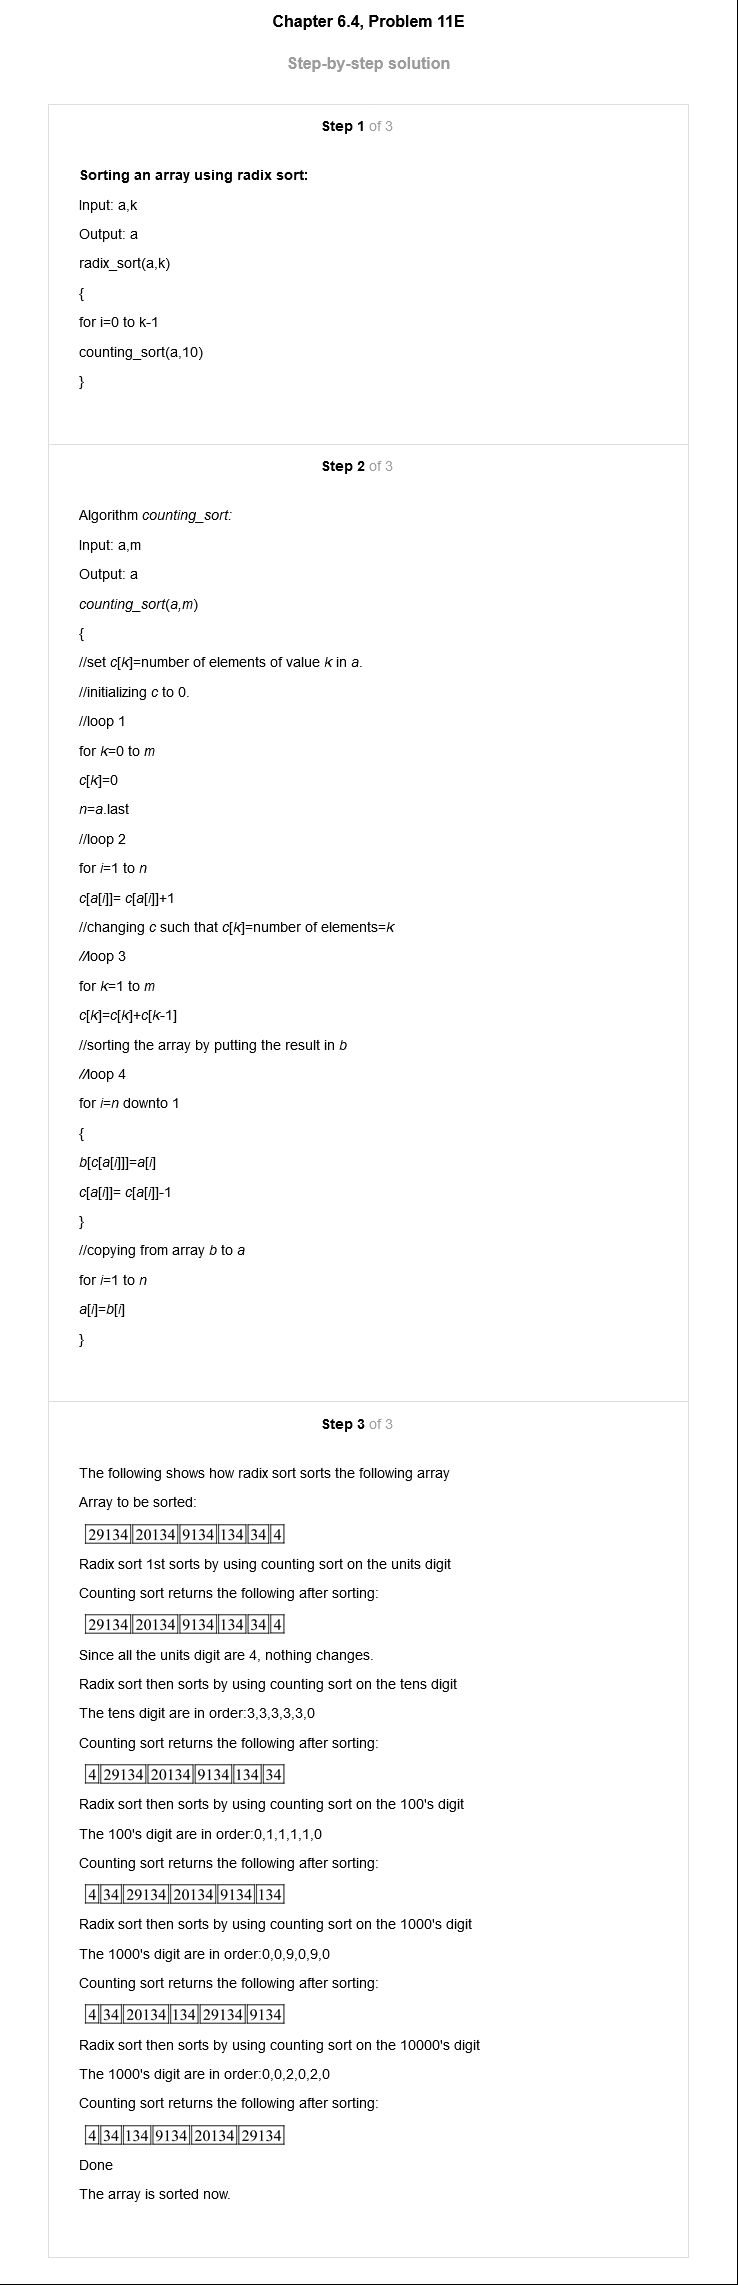 Chapter 6.4, Problem 11E
Step-by-step solution
Step 1 of 3
Sorting an array using radix sort:
Input: a,k
Output: a
radix_sort(a,k)
{
for i=0 to k-1
counting_sort(a,10)
}
Step 2 of 3
Algorithm counting_sort:
Input: a,m
Output: a
counting_sort(a,m)
{
//set c[k]=number of elements of value k in a.
//initializing c to 0.
//loop 1
for k=0 to m
c[k]=0
n=a.last
//loop 2
for i=1 to n
c[a[i]]= c[a[i]]+1
//changing c such that c[k]=number of elements=k
//loop 3
for k=1 to m
c[k]=c[k]+c[k-1]
//sorting the array by putting the result in b
//loop 4
for i=n downto 1
{
b[c[a[i]]]=a[i]
c[a[i]]= c[a[i]]-1
}
//copying from array b to a
for i=1 to n
a[i]=b[i]
}
Step 3 of 3
The following shows how radix sort sorts the following array
Array to be sorted:
29134 20134 9134 134 34 4
Radix sort 1st sorts by using counting sort on the units digit
Counting sort returns the following after sorting:
29134 20134 9134 134 34 4
Since all the units digit are 4, nothing changes.
Radix sort then sorts by using counting sort on the tens digit
The tens digit are in order:3,3,3,3,3,0
Counting sort returns the following after sorting:
4 29134 20134 9134 134 34
Radix sort then sorts by using counting sort on the 100's digit
The 100's digit are in order:0,1,1,1,1,0
Counting sort returns the following after sorting:
4 34 29134 20134 9134 134
Radix sort then sorts by using counting sort on the 1000's digit
The 1000's digit are in order:0,0,9,0,9,0
Counting sort returns the following after sorting:
4 34 20134 134 29134 9134
Radix sort then sorts by using counting sort on the 10000's digit
The 1000's digit are in order:0,0,2,0,2,0
Counting sort returns the following after sorting:
4 34 134 9134 20134 29134
Done
The array is sorted now.